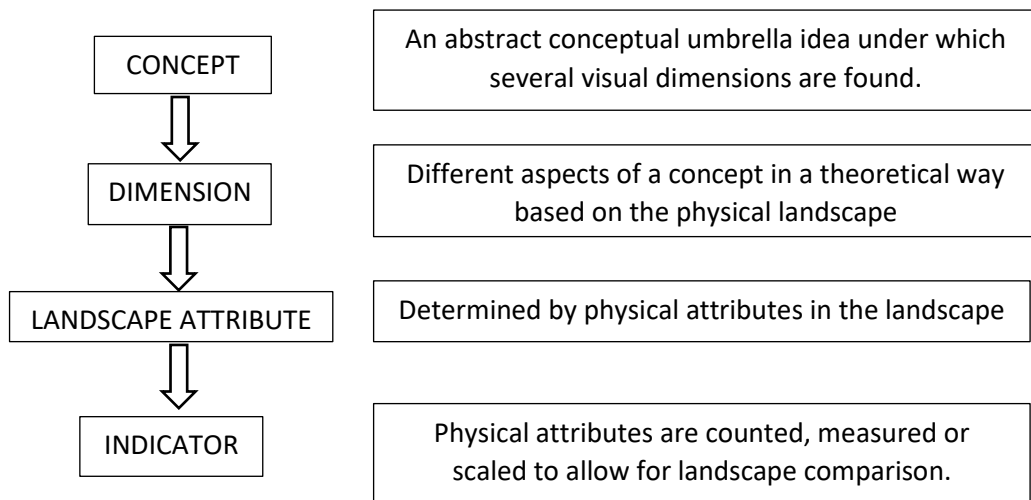 CONCEPT
An abstract conceptual umbrella idea under which
several visual dimensions are found.
DIMENSION
Different aspects of a concept in a theoretical way
based on the physical landscape
LANDSCAPE ATTRIBUTE
Determined by physical attributes in the landscape
INDICATOR
Physical attributes are counted, measured or
scaled to allow for landscape comparison.